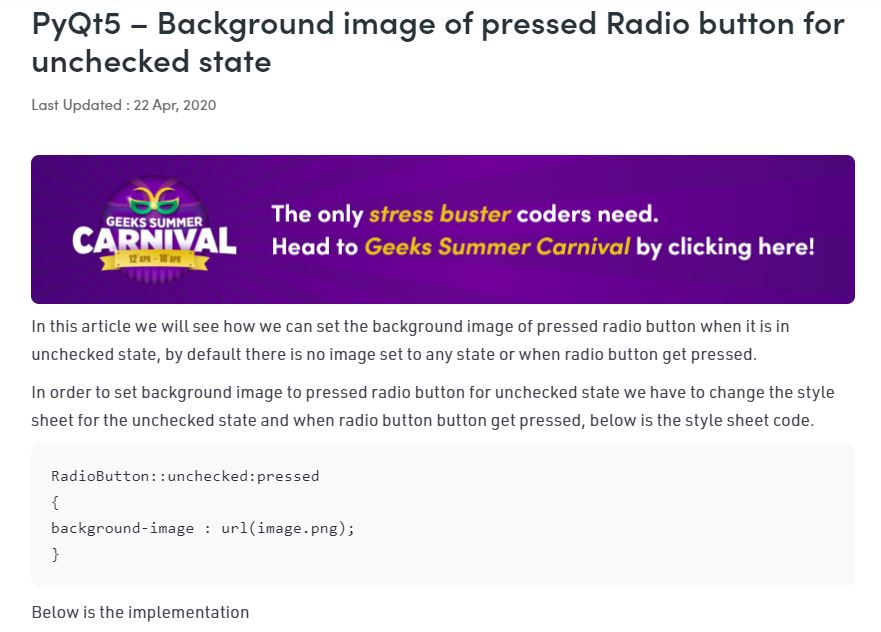 PyQt5 – Background image of pressed Radio button for
unchecked state
Last Updated : 22 Apr, 2020
GEEKS SUMMER
CARNIVAL
12 APR - 18 APR
The only stress buster coders need.
Head to Geeks Summer Carnival by clicking here!
In this article we will see how we can set the background image of pressed radio button when it is in
unchecked state, by default there is no image set to any state or when radio button get pressed.
In order to set background image to pressed radio button for unchecked state we have to change the style
sheet for the unchecked state and when radio button button get pressed, below is the style sheet code.
RadioButton::unchecked:pressed
{
background-image : url(image.png);
}
Below is the implementation